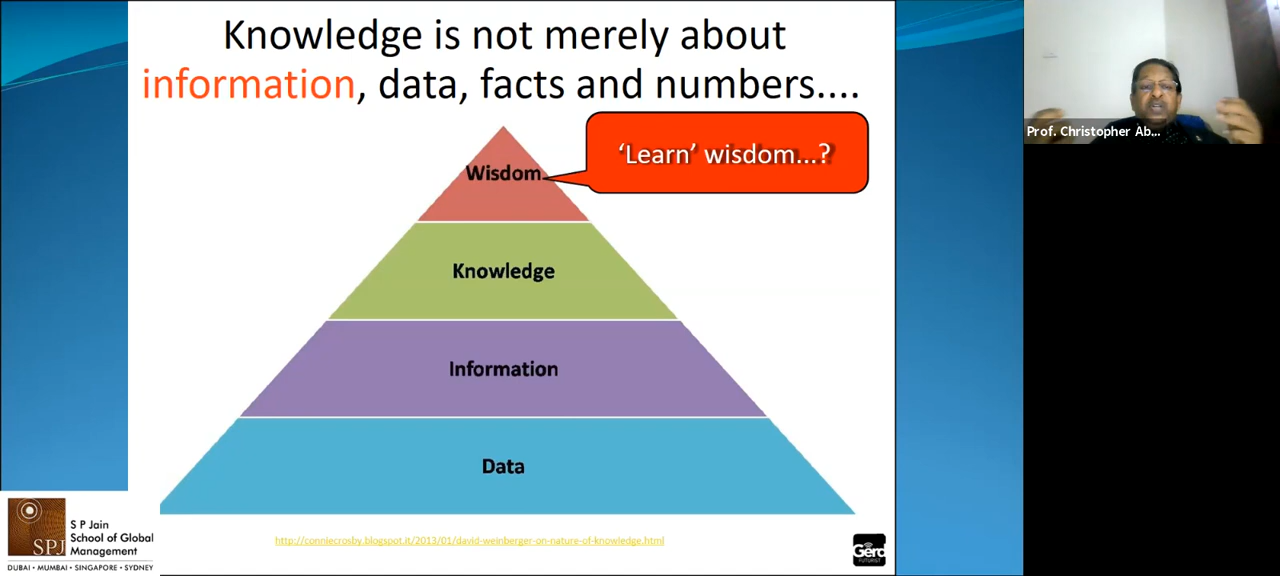 Knowledge is not merely about
information, data, facts and numbers....
‘Learn’ wisdom...?
Wisdom
Knowledge
Information
Data
http://conniecrosby.blogspot.it/2013/01/david-weinberger-on-nature-of-knowledge.html
Gerd
FUTURIST
SPJ
S P Jain
School of Global
Management
DUBAI • MUMBAI • SINGAPORE • SYDNEY
Prof. Christopher Ab...